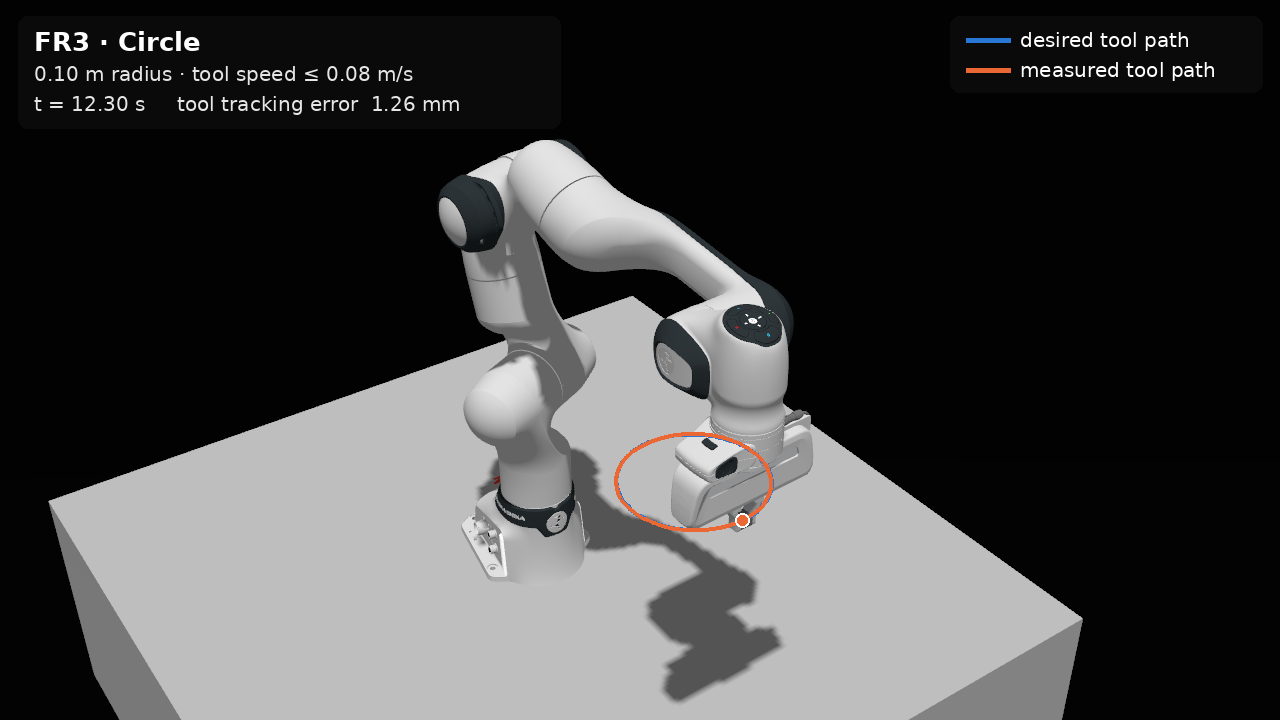 FR3 · Circle
0.10 m radius · tool speed ≤ 0.08 m/s
t = 12.30 s     tool tracking error  1.26 mm
desired tool path
measured tool path